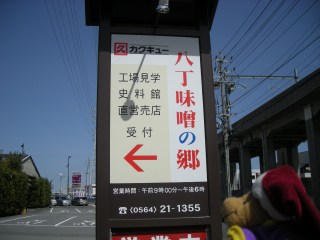 久 カクキュー
八丁味噌の郷
工場見学
史料館
直営売店
受付
営業時間：午前9時00分〜午後6時
☎(0564) 21-1355